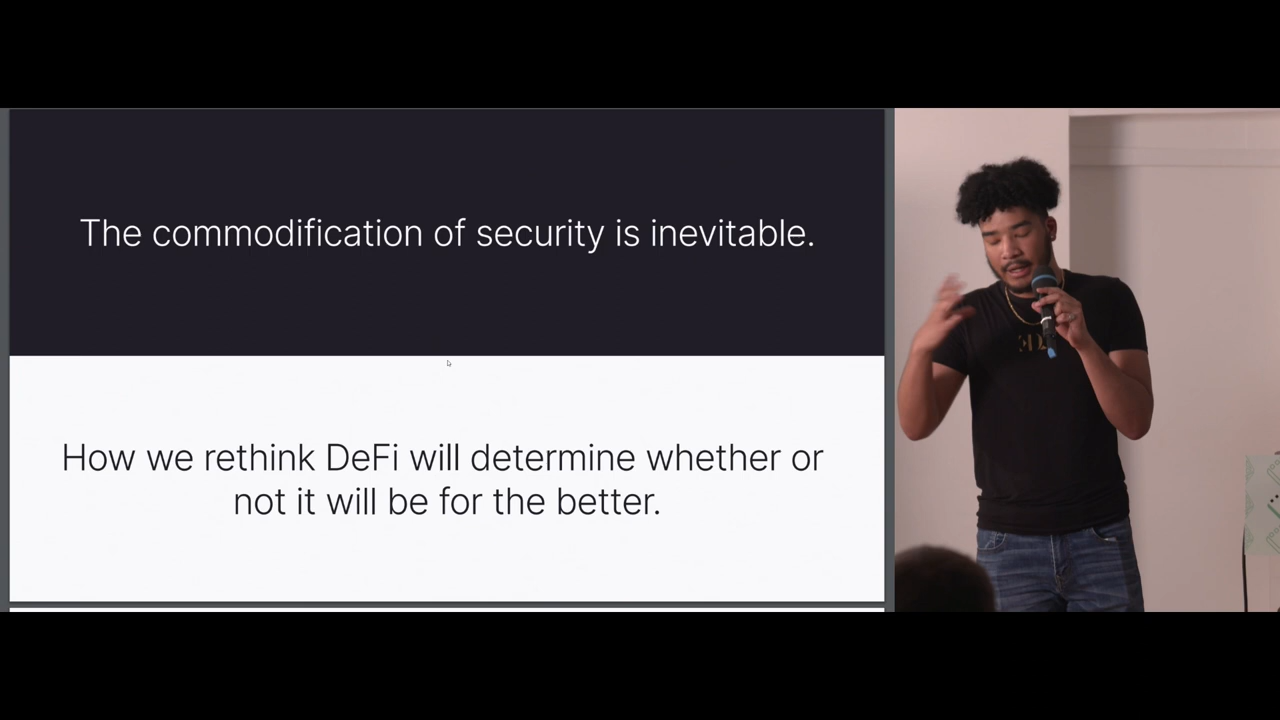 The commodification of security is inevitable.
How we rethink DeFi will determine whether or
not it will be for the better.